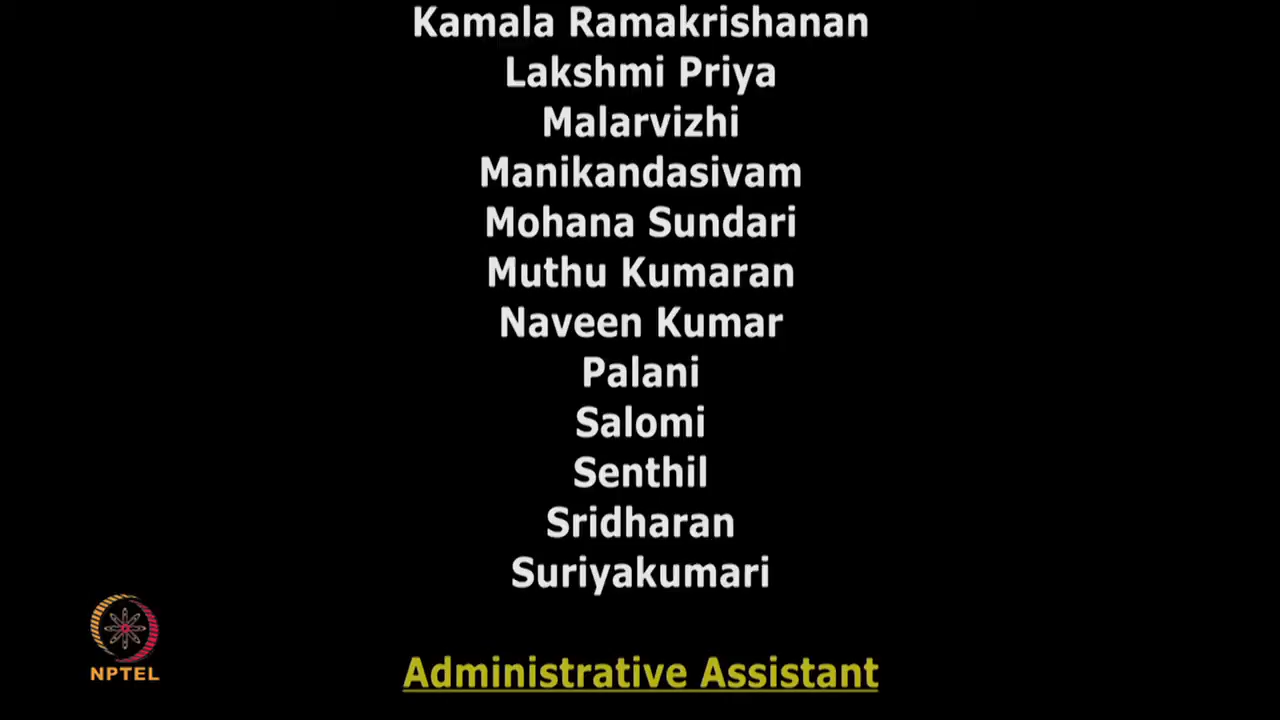 Kamala Ramakrishanan
Lakshmi Priya
Malarvizhi
Manikandasivam
Mohana Sundari
Muthu Kumaran
Naveen Kumar
Palani
Salomi
Senthil
Sridharan
Suriyakumari
NPTEL
Administrative Assistant